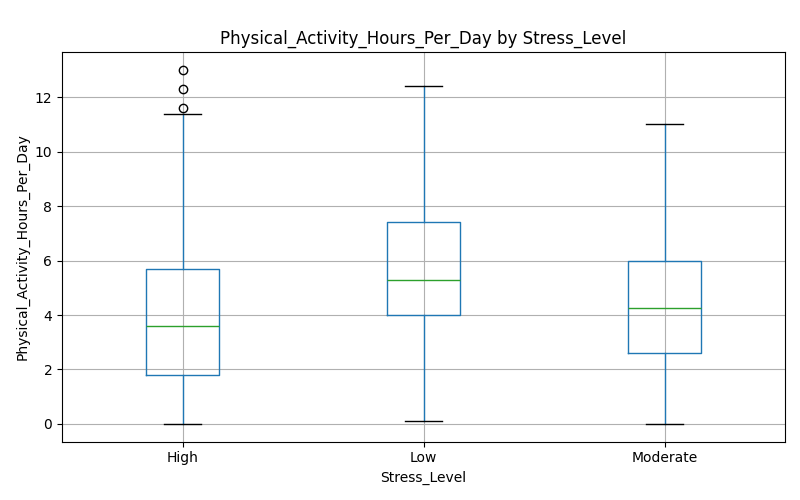 Physical_Activity_Hours_Per_Day by Stress_Level
Physical_Activity_Hours_Per_Day
12
10
8
6
4
2
0
High
Low
Moderate
Stress_Level